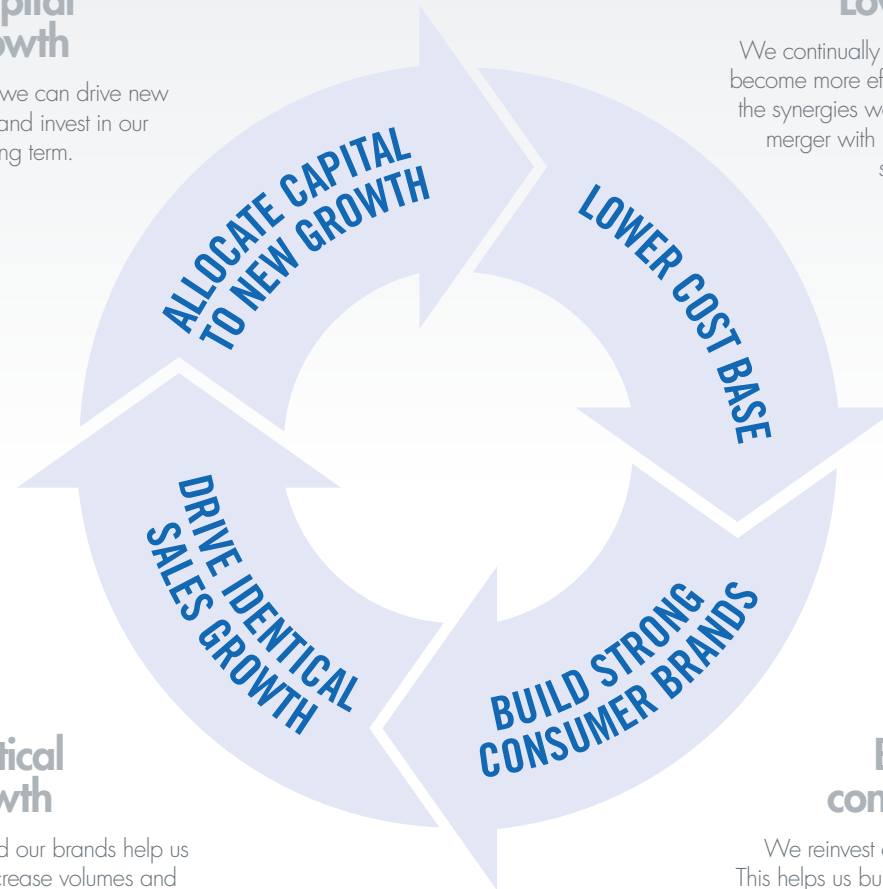 owth
we can drive new
and invest in our
ng term.
We continually
become more ef
the synergies we
merger with
ALLOCATE CAPITAL
TO NEW GROWTH
LOWER COST BASE
DRIVE IDENTICAL
SALES GROWTH
BUILD STRONG
CONSUMER BRANDS
tical
wth
d our brands help us
crease volumes and
con
We reinvest
This helps us bu